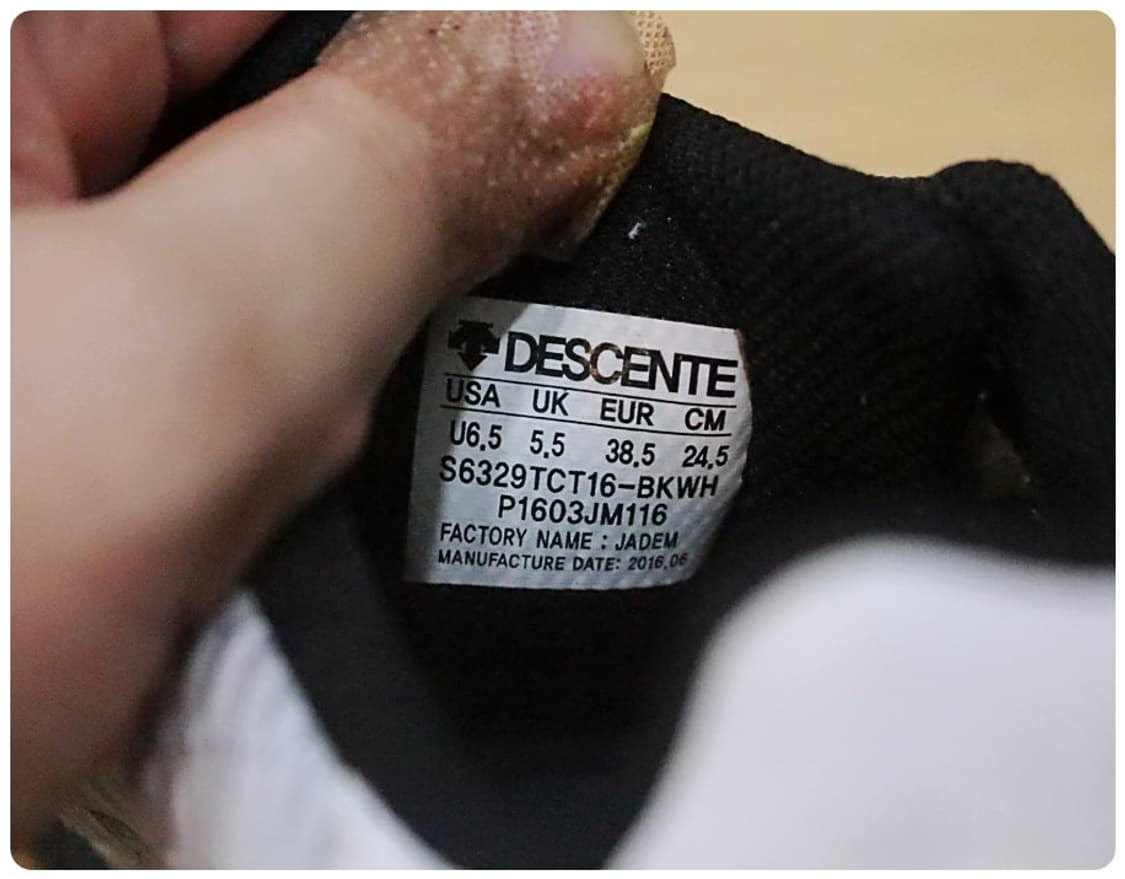 DESCENTE
USA UK EUR CM
U6.5 5.5 38.5 24.5
S6329TCT16-BKWH
P1603JM116
FACTORY NAME : JADEM
MANUFACTURE DATE: 2016.06